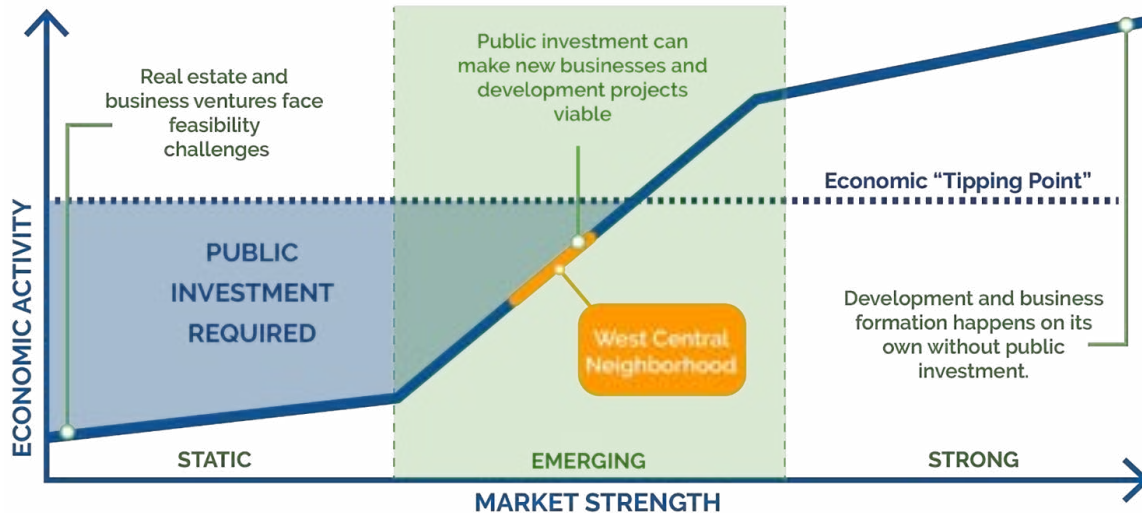 Real estate and
business ventures face
feasibility
challenges
Public investment can
make new businesses and
development projects
viable
Economic “Tipping Point”
PUBLIC
INVESTMENT
REQUIRED
West Central
Neighborhood
Development and business
formation happens on its
own without public
investment.
STATIC
EMERGING
STRONG
ECONOMIC ACTIVITY
MARKET STRENGTH